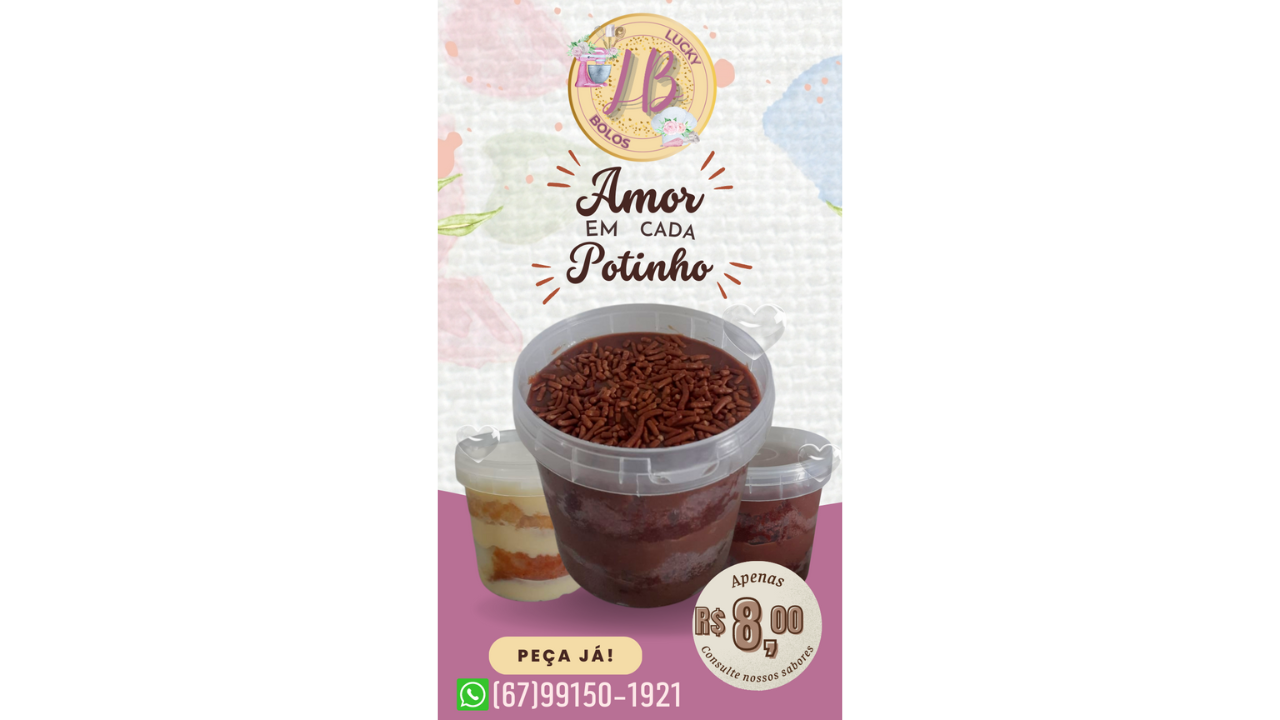 LUCKY
LB
BOLOS
Amor
EM CADA
Potinho
Apenas
R$ 8,00
Consulte nossos sabores
PEÇA JÁ!
(67)99150-1921